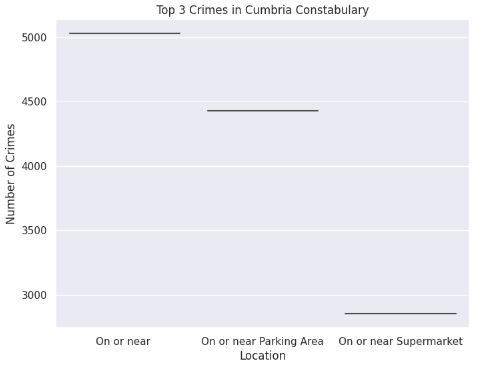 Top 3 Crimes in Cumbria Constabulary
5000
4500
4000
3500
3000
Number of Crimes
On or near
On or near Parking Area
On or near Supermarket
Location